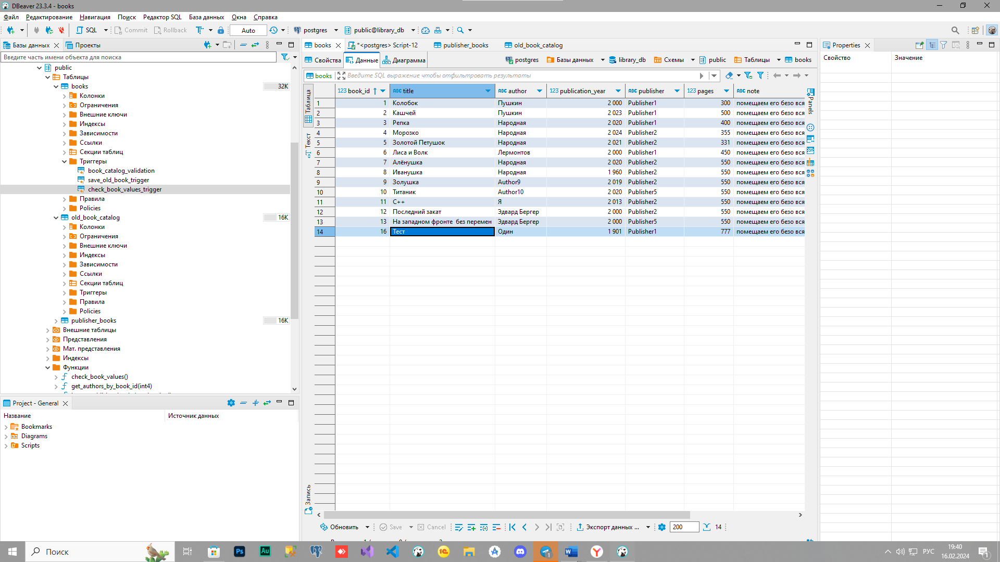 DBeaver 23.3.4 - books
Файл Редактирование Навигация Поиск Редактор SQL База данных Окна Справка
SQL Commit Rollback Auto postgres public@library_db
Базы данных Проекты
Введите часть имени объекта для поиска
public
Таблицы
books 32K
Колонки
Ограничения
Внешние ключи
Индексы
Зависимости
Ссылки
Секции таблиц
Триггеры
book_catalog_validation
save_old_book_trigger
check_book_values_trigger
Правила
Policies
old_book_catalog 16K
Колонки
Ограничения
Внешние ключи
Индексы
Зависимости
Ссылки
Секции таблиц
Триггеры
Правила
Policies
publisher_books 16K
Внешние таблицы
Представления
Мат. представления
Индексы
Функции
check_book_values()
get_authors_by_book_id(int4)
Project - General
Название Источник данных
Bookmarks
Diagrams
Scripts
books *<postgres> Script-12 publisher_books old_book_catalog
Свойства Данные Диаграмма postgres Базы данных library_db Схемы public Таблицы books
books Введите SQL выражение чтобы отфильтровать результаты
Таблица
Текст
Запись
123 book_id ABC title ABC author 123 publication_year ABC publisher 123 pages ABC note
1 1 Колобок Пушкин 2 000 Publisher1 300 помещаем его безо вся
2 2 Кащей Пушкин 2 023 Publisher1 500 помещаем его безо вся
3 3 Репка Народная 2 020 Publisher1 400 помещаем его безо вся
4 4 Морозко Народная 2 024 Publisher2 355 помещаем его безо вся
5 5 Золотой Петушок Народная 2 021 Publisher2 331 помещаем его безо вся
6 6 Лиса и Волк Лермонтов 2 000 Publisher1 450 помещаем его безо вся
7 7 Алёнушка Народная 2 020 Publisher2 550 помещаем его безо вся
8 8 Иванушка Народная 1 960 Publisher2 550 помещаем его безо вся
9 9 Золушка Author9 2 019 Publisher2 550 помещаем его безо вся
10 10 Титаник Author10 2 020 Publisher5 550 помещаем его безо вся
11 11 C++ Я 2 013 Publisher2 550 помещаем его безо вся
12 12 Последний закат Эдвард Бергер 2 000 Publisher2 550 помещаем его безо вся
13 13 На западном фронте без перемен Эдвард Бергер 2 000 Publisher5 550 помещаем его безо вся
14 16 Тест Один 1 901 Publisher1 777 помещаем его безо вся
Panels
Обновить Save Cancel Экспорт данных ... 200 14
Properties
Свойство Значение
Поиск
Ps Au 1
РУС 19:40
16.02.2024
1